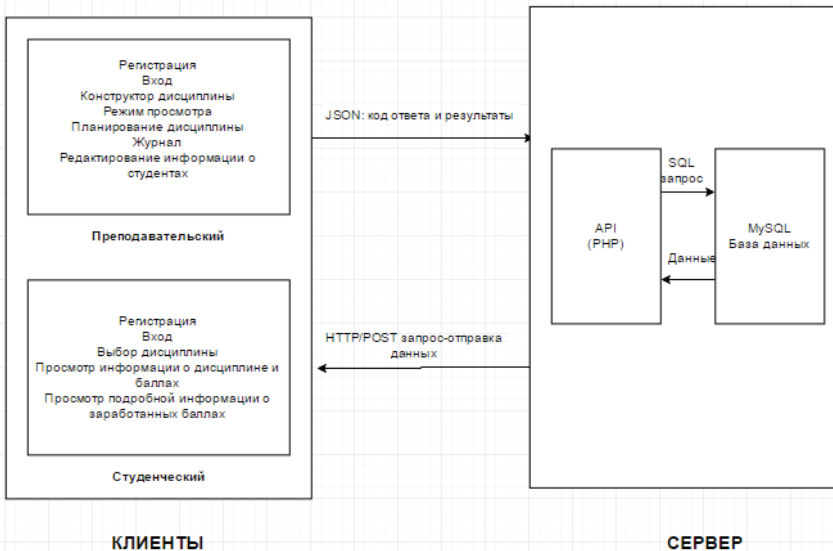 Регистрация
Вход
Конструктор дисциплины
Режим просмотра
Планирование дисциплины
Журнал
Редактирование информации о
студентах
Преподавательский
Регистрация
Вход
Выбор дисциплины
Просмотр информации о дисциплине и
баллах
Просмотр подробной информации о
заработанных баллах
Студенческий
КЛИЕНТЫ
JSON: код ответа и результаты
HTTP/POST запрос-отправка
данных
API
(PHP)
SQL
запрос
Данные
MySQL
База данных
СЕРВЕР